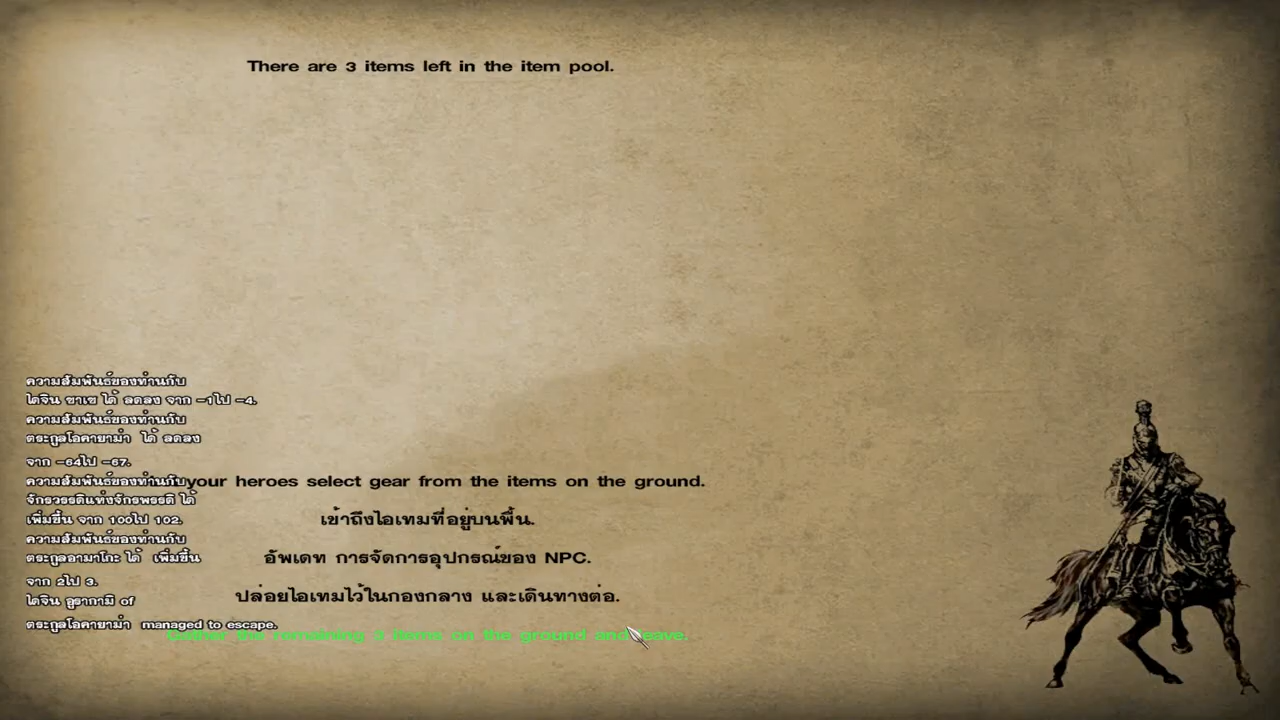 There are 3 items left in the item pool.
ความสัมพันธ์ของท่านกับ
ไดจิน ซาเซ ได้ ลดลง จาก -1ไป -4.
ความสัมพันธ์ของท่านกับ
ตระกูลโอคายาม่า ได้ ลดลง
จาก -64ไป -67.
ความสัมพันธ์ของท่านกับ
จักรวรรดิแห่งจักรพรรดิ ได้
เพิ่มขึ้น จาก 100ไป 102.
ความสัมพันธ์ของท่านกับ
ตระกูลอามาโกะ ได้ เพิ่มขึ้น
จาก 2ไป 3.
ไดจิน อูรากามิ of
ตระกูลโอคายาม่า managed to escape.
your heroes select gear from the items on the ground.
เข้าถึงไอเทมที่อยู่บนพื้น.
อัพเดท การจัดการอุปกรณ์ของ NPC.
ปล่อยไอเทมไว้ในกองกลาง และเดินทางต่อ.
Gather the remaining 3 items on the ground and leave.